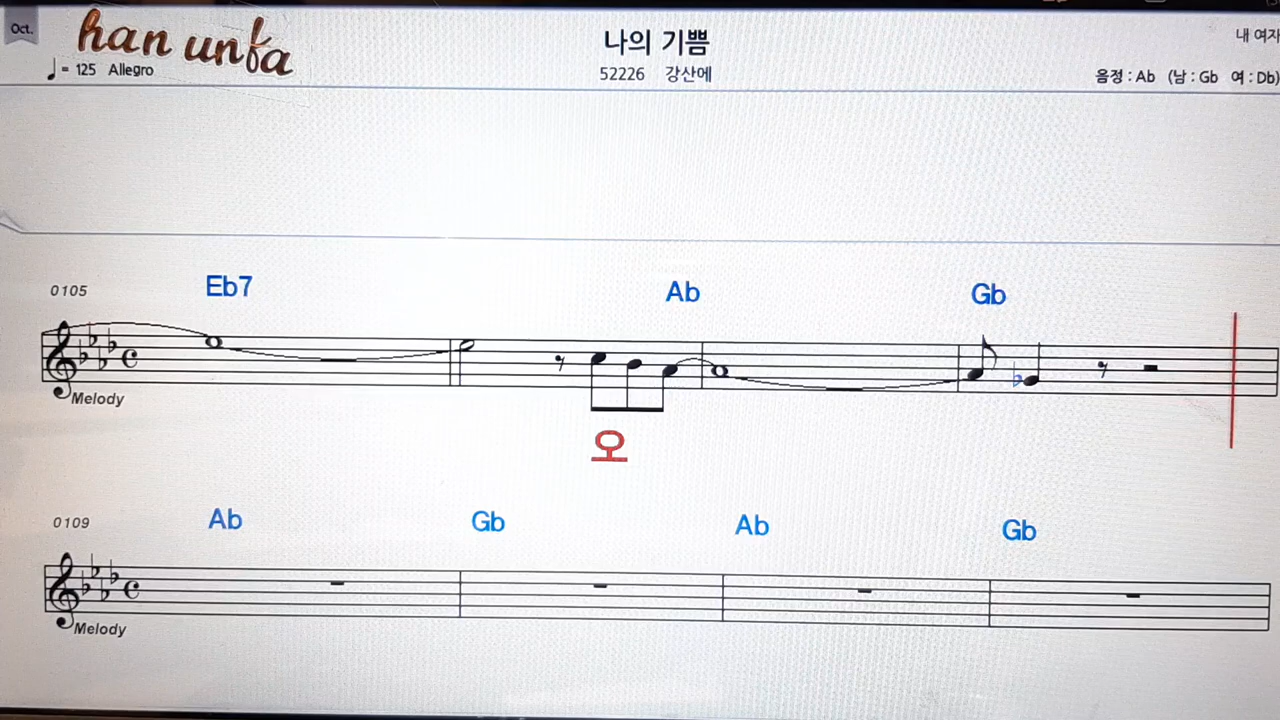 Oct.
han unfa
나의 기쁨
내 여자
♩= 125 Allegro
52226 강산에
음정 : Ab (남 : Gb 여 : Db)
0105
Eb7 Ab Gb
Melody
오
0109
Ab Gb Ab Gb
Melody